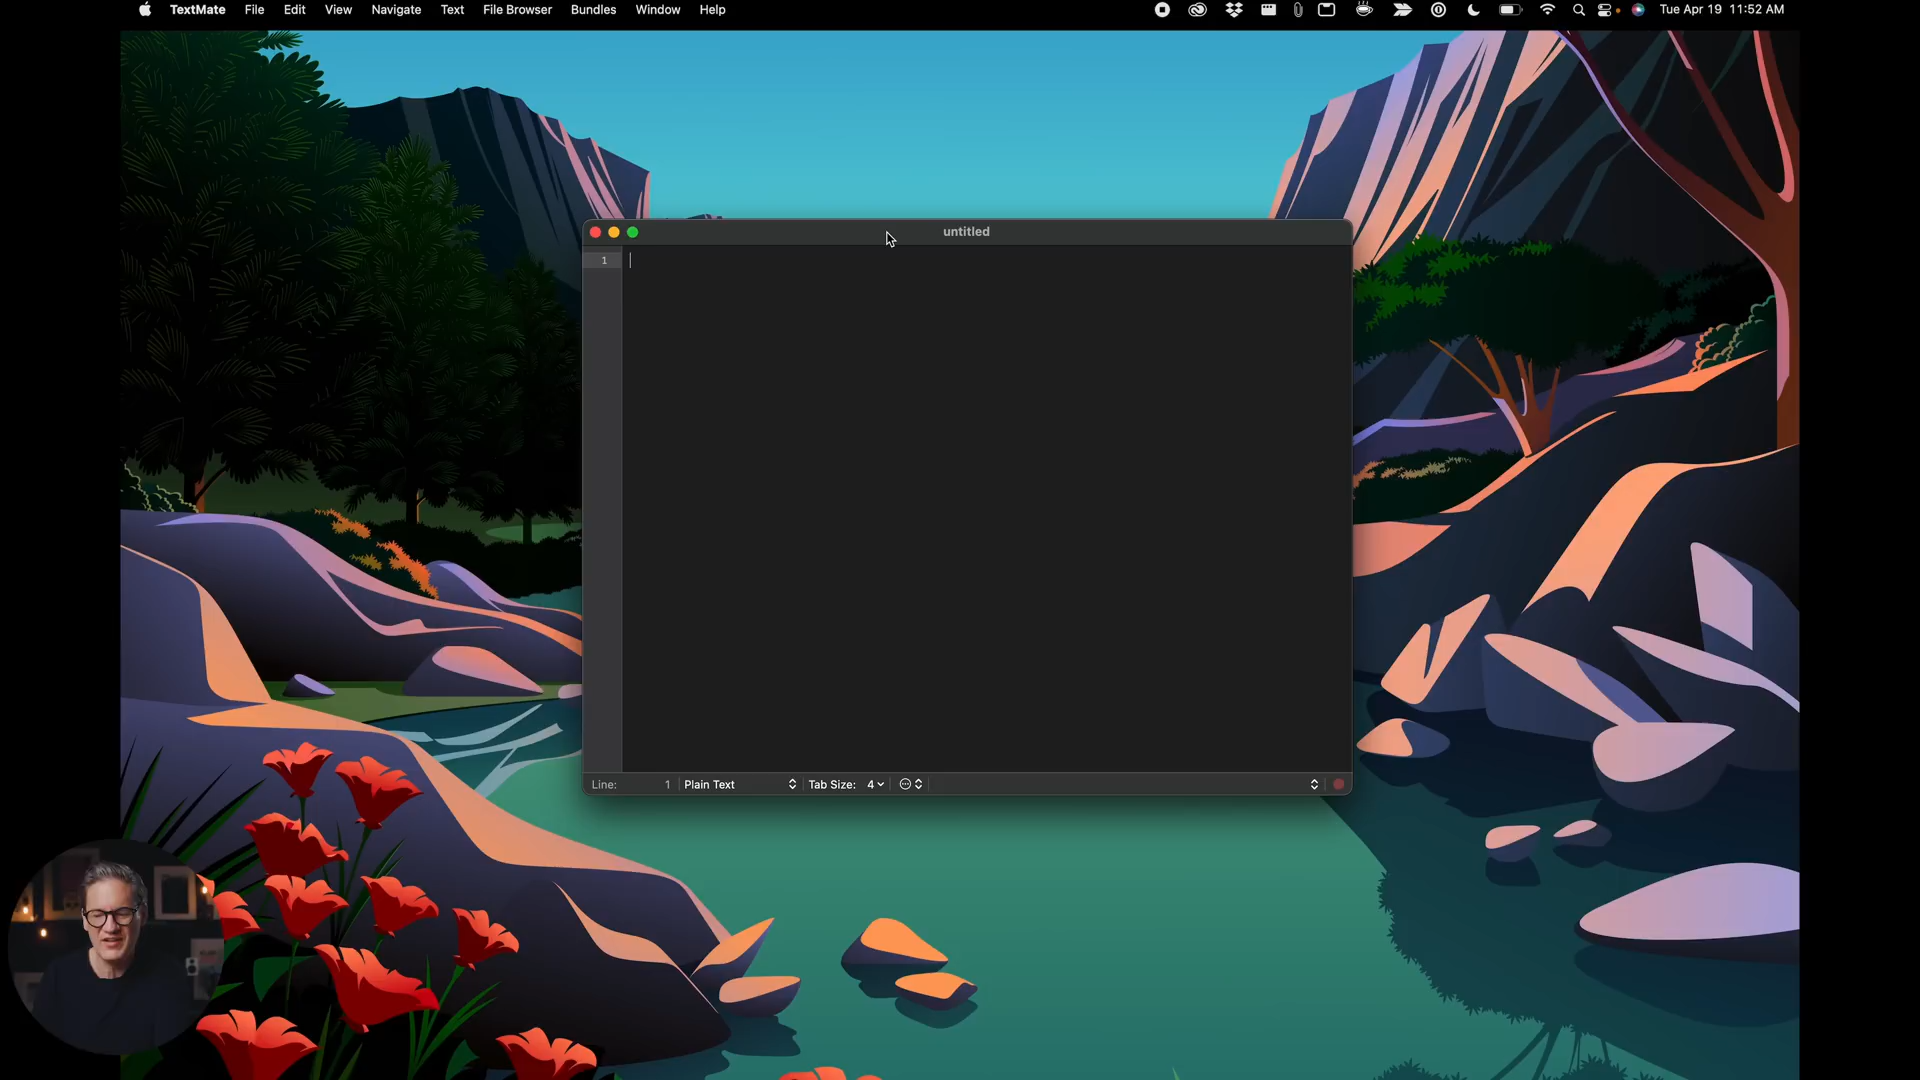 TextMate File Edit View Navigate Text File Browser Bundles Window Help Tue Apr 19 11:52 AM
untitled
1
Line: 1 Plain Text Tab Size: 4